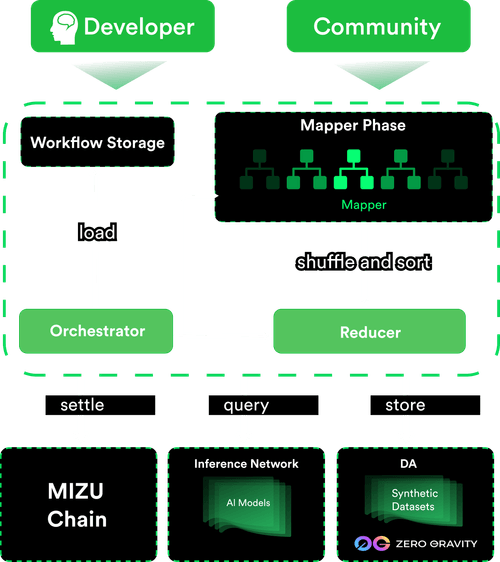 Developer
Community
Workflow Storage
Mapper Phase
Mapper
load
shuffle and sort
Orchestrator
Reducer
settle
query
store
MIZU
Chain
Inference Network
AI Models
DA
Synthetic
Datasets
0G ZERO GRAVITY